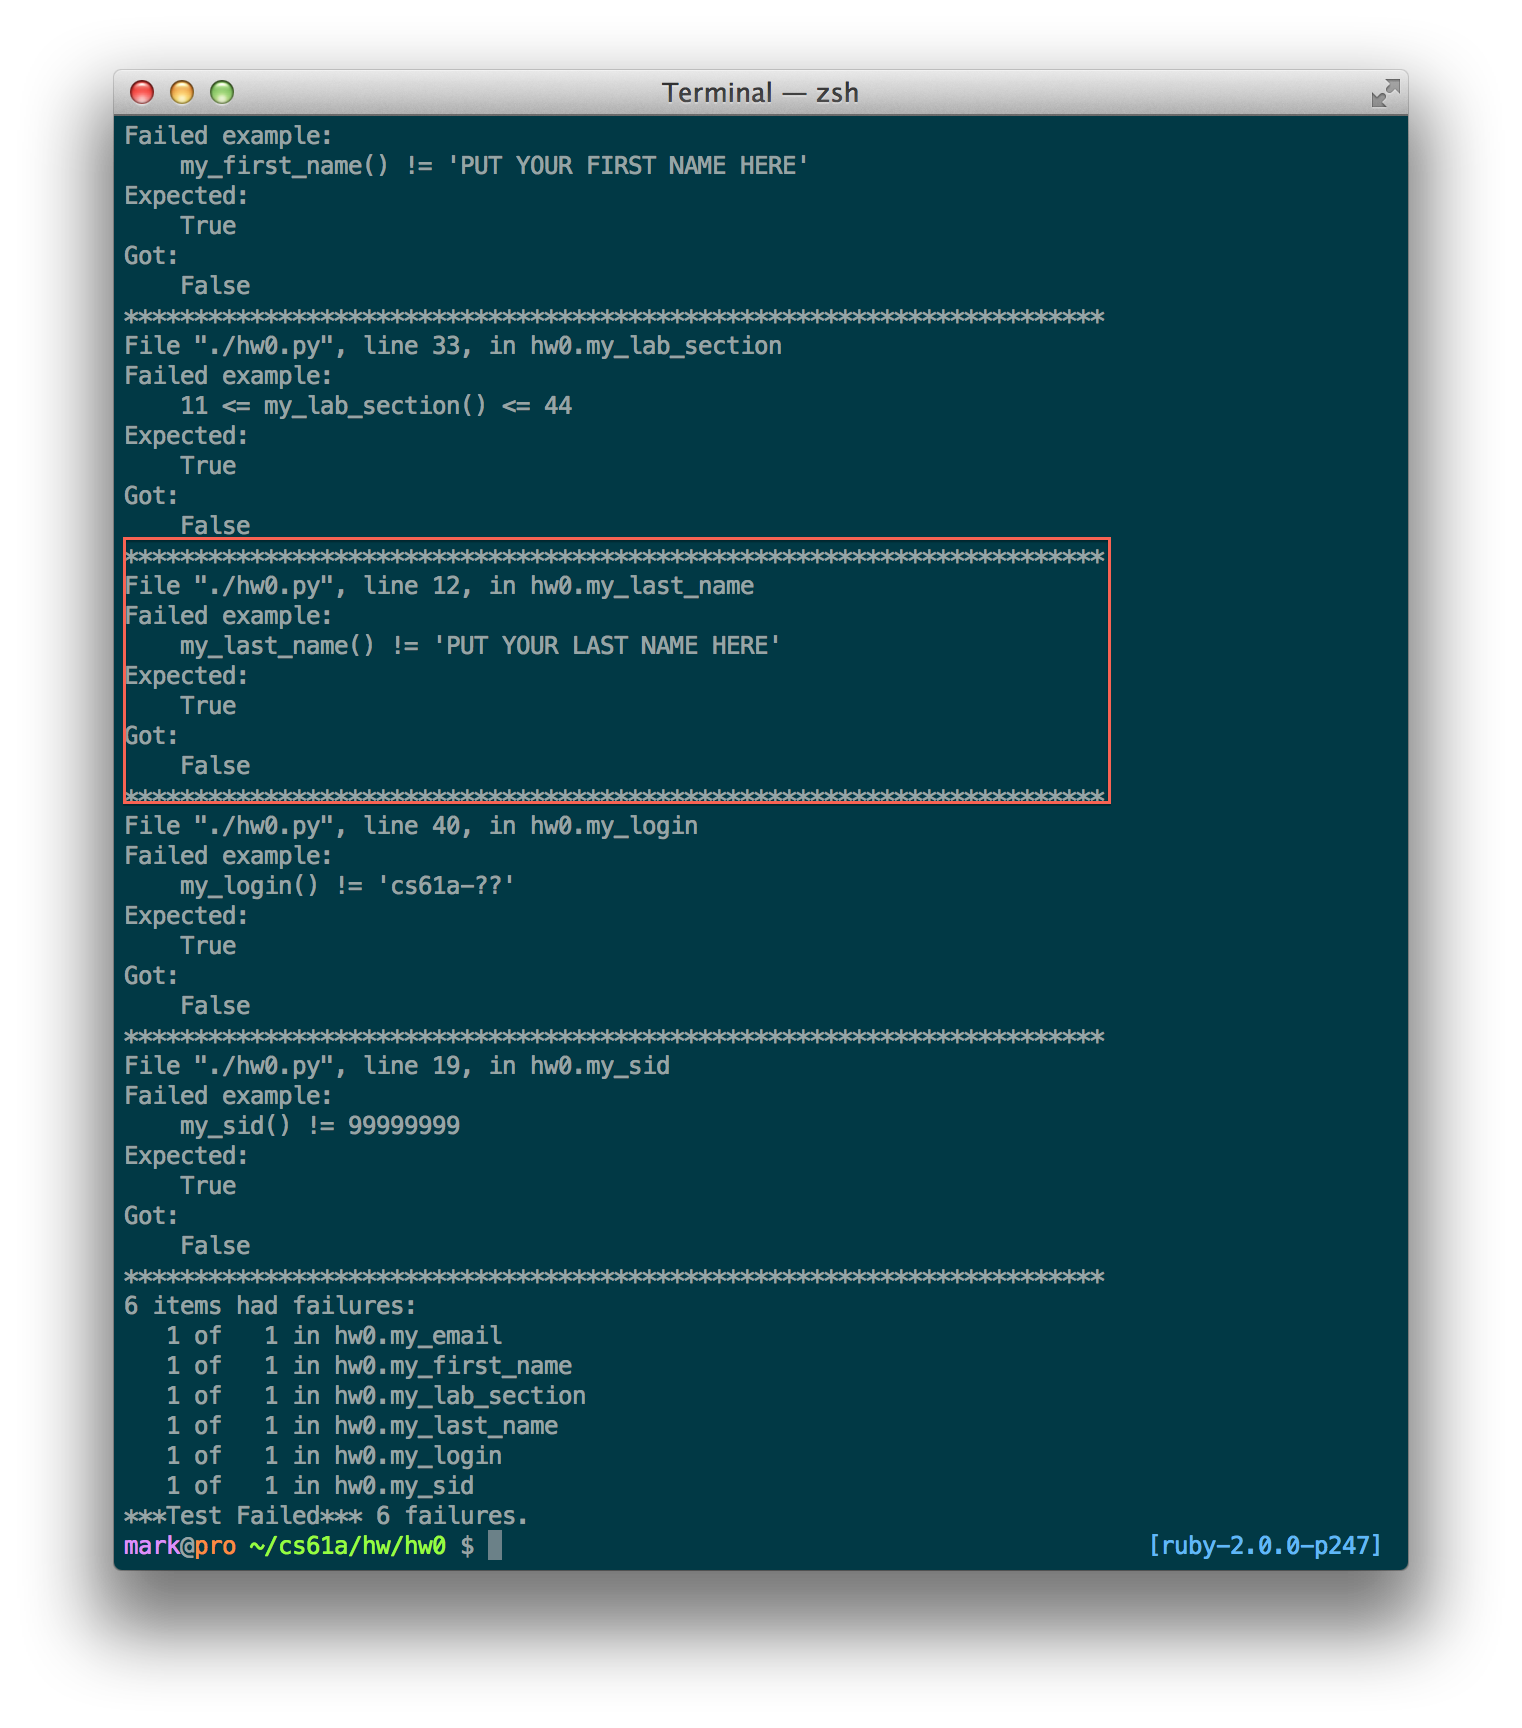 Terminal — zsh
Failed example:
    my_first_name() != 'PUT YOUR FIRST NAME HERE'
Expected:
    True
Got:
    False
**********************************************************************
File "./hw0.py", line 33, in hw0.my_lab_section
Failed example:
    11 <= my_lab_section() <= 44
Expected:
    True
Got:
    False
**********************************************************************
File "./hw0.py", line 12, in hw0.my_last_name
Failed example:
    my_last_name() != 'PUT YOUR LAST NAME HERE'
Expected:
    True
Got:
    False
**********************************************************************
File "./hw0.py", line 40, in hw0.my_login
Failed example:
    my_login() != 'cs61a-??'
Expected:
    True
Got:
    False
**********************************************************************
File "./hw0.py", line 19, in hw0.my_sid
Failed example:
    my_sid() != 99999999
Expected:
    True
Got:
    False
**********************************************************************
6 items had failures:
   1 of   1 in hw0.my_email
   1 of   1 in hw0.my_first_name
   1 of   1 in hw0.my_lab_section
   1 of   1 in hw0.my_last_name
   1 of   1 in hw0.my_login
   1 of   1 in hw0.my_sid
***Test Failed*** 6 failures.
mark@pro ~/cs61a/hw/hw0 $ [ruby-2.0.0-p247]